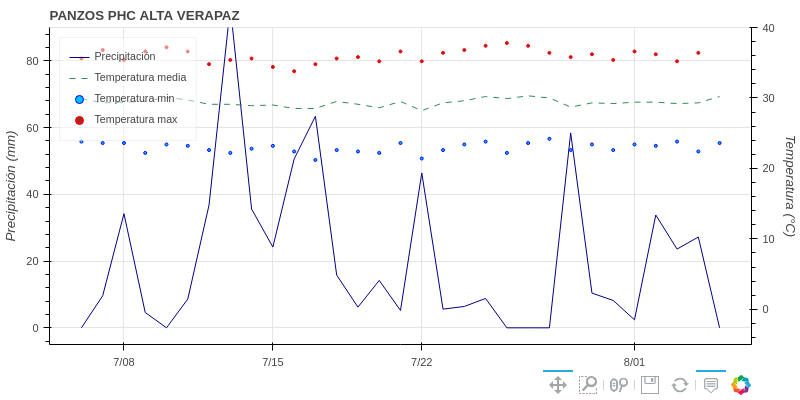 PANZOS PHC ALTA VERAPAZ
Precipitación
Temperatura media
Temperatura min
Temperatura max
Precipitación (mm)
80
60
40
20
0
40
30
20
10
0
Temperatura (°C)
7/08
7/15
7/22
8/01